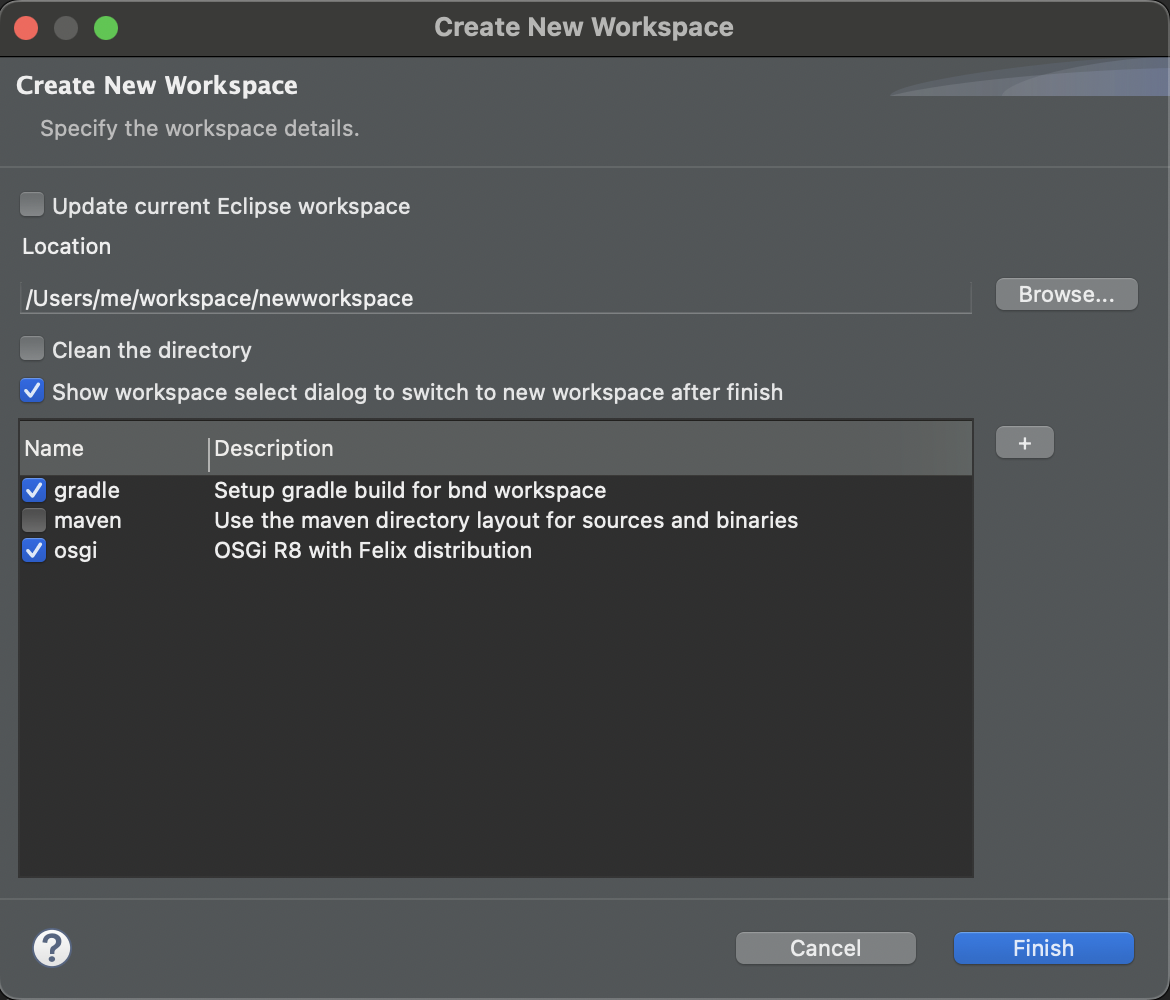 Create New Workspace
Create New Workspace
Specify the workspace details.
Update current Eclipse workspace
Location
/Users/me/workspace/newworkspace
Browse...
Clean the directory
Show workspace select dialog to switch to new workspace after finish
Name Description
+
gradle Setup gradle build for bnd workspace
maven Use the maven directory layout for sources and binaries
osgi OSGi R8 with Felix distribution
?
Cancel
Finish